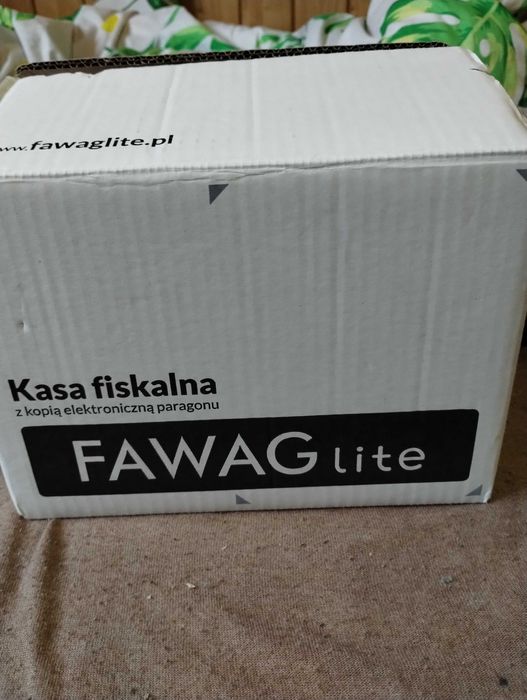 www.fawaglite.pl
Kasa fiskalna
z kopią elektroniczną paragonu
FAWAG lite